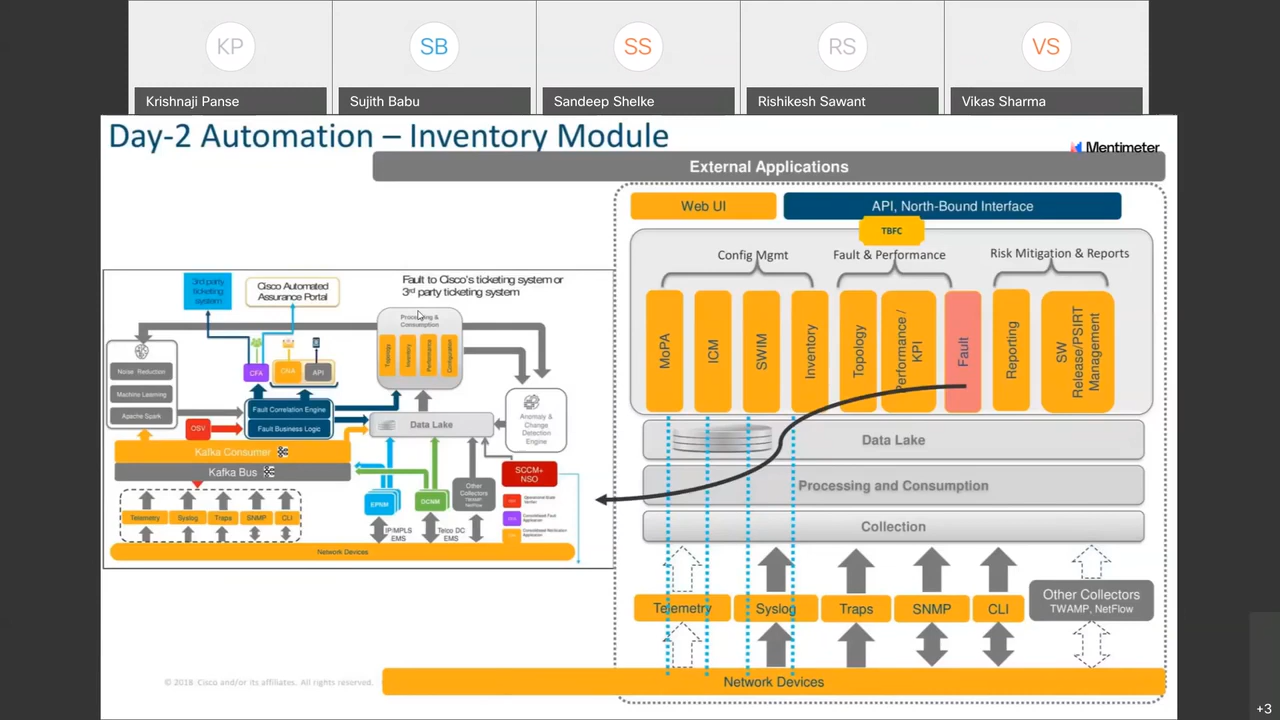 KP
SB
SS
RS
VS
Krishnaji Panse
Sujith Babu
Sandeep Shelke
Rishikesh Sawant
Vikas Sharma
Day-2 Automation – Inventory Module
Mentimeter
External Applications
Web UI
API, North-Bound Interface
TBFC
Config Mgmt
Fault & Performance
Risk Mitigation & Reports
MoPA
ICM
SWIM
Inventory
Topology
Performance /
KPI
Fault
Reporting
SW
Release/PSIRT
Management
Data Lake
Processing and Consumption
Collection
Telemetry
Syslog
Traps
SNMP
CLI
Other Collectors
TWAMP, NetFlow
Network Devices
3rd party
ticketing
system
Cisco Automated
Assurance Portal
Fault to Cisco's ticketing system or
3rd party ticketing system
Processing &
Consumption
Topology
Inventory
Performance
Configuration
Noise Reduction
Machine Learning
Apache Spark
CFA
CNA
API
Fault Correlation Engine
Fault Business Logic
OSV
Data Lake
Anomaly &
Change
Detection
Engine
Kafka Consumer
Kafka Bus
SCCM+
NSO
EPNM
DCNM
Other
Collectors
TWAMP
NetFlow
Telemetry
Syslog
Traps
SNMP
CLI
IP/MPLS
EMS
Telco DC
EMS
Network Devices
© 2018 Cisco and/or its affiliates. All rights reserved.
+3